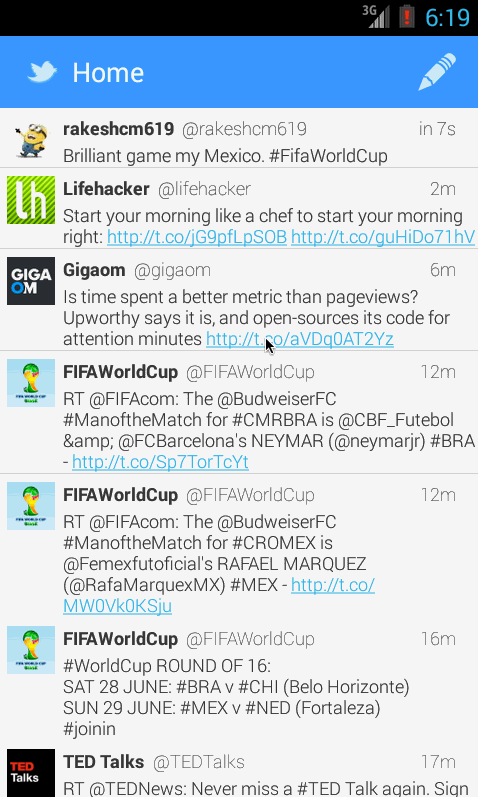 3G 6:19
Home
rakeshcm619 @rakeshcm619 in 7s
Brilliant game my Mexico. #FifaWorldCup
Lifehacker @lifehacker 2m
Start your morning like a chef to start your morning
right: http://t.co/jG9pfLpSOB http://t.co/guHiDo71hV
GIGAOM
Gigaom @gigaom 6m
Is time spent a better metric than pageviews?
Upworthy says it is, and open-sources its code for
attention minutes http://t.co/aVDq0AT2Yz
FIFAWorldCup @FIFAWorldCup 12m
RT @FIFAcom: The @BudweiserFC
#ManoftheMatch for #CMRBRA is @CBF_Futebol
&amp; @FCBarcelona's NEYMAR (@neymarjr) #BRA
- http://t.co/Sp7TorTcYt
FIFAWorldCup @FIFAWorldCup 12m
RT @FIFAcom: The @BudweiserFC
#ManoftheMatch for #CROMEX is
@Femexfutoficial's RAFAEL MARQUEZ
(@RafaMarquexMX) #MEX - http://t.co/
MW0Vk0KSju
FIFAWorldCup @FIFAWorldCup 16m
#WorldCup ROUND OF 16:
SAT 28 JUNE: #BRA v #CHI (Belo Horizonte)
SUN 29 JUNE: #MEX v #NED (Fortaleza)
#joinin
TED Talks
TED Talks @TEDTalks 17m
RT @TEDNews: Never miss a #TED Talk again. Sign